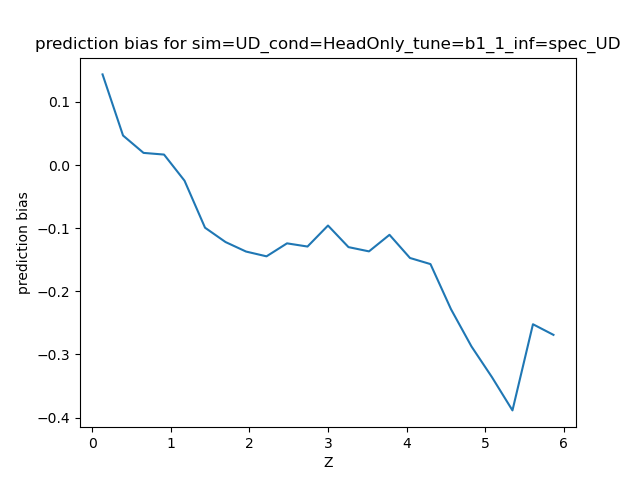 prediction bias for sim=UD_cond=HeadOnly_tune=b1_1_inf=spec_UD
prediction bias
0.1
0.0
−0.1
−0.2
−0.3
−0.4
0 1 2 3 4 5 6
Z